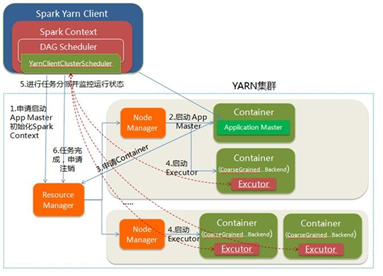 Spark Yarn Client
Spark Context
DAG Scheduler
YarnClientClusterScheduler
5.进行任务分派并监控运行状态
YARN集群
1.申请启动
App Master
初始化Spark
Context
6.任务完
成，申请
注销
Resource
Manager
Node
Manager
2.启动 App
Master
3.申请Container
Container
Application Master
4.启动
Executor
Container
(CoarseGrained...Backend)
Excutor
......
Node
Manager
4.启动
Executor
Container
(CoarseGrained...Backend)
Excutor
Container
(CoarseGrained...Backend)
Excutor